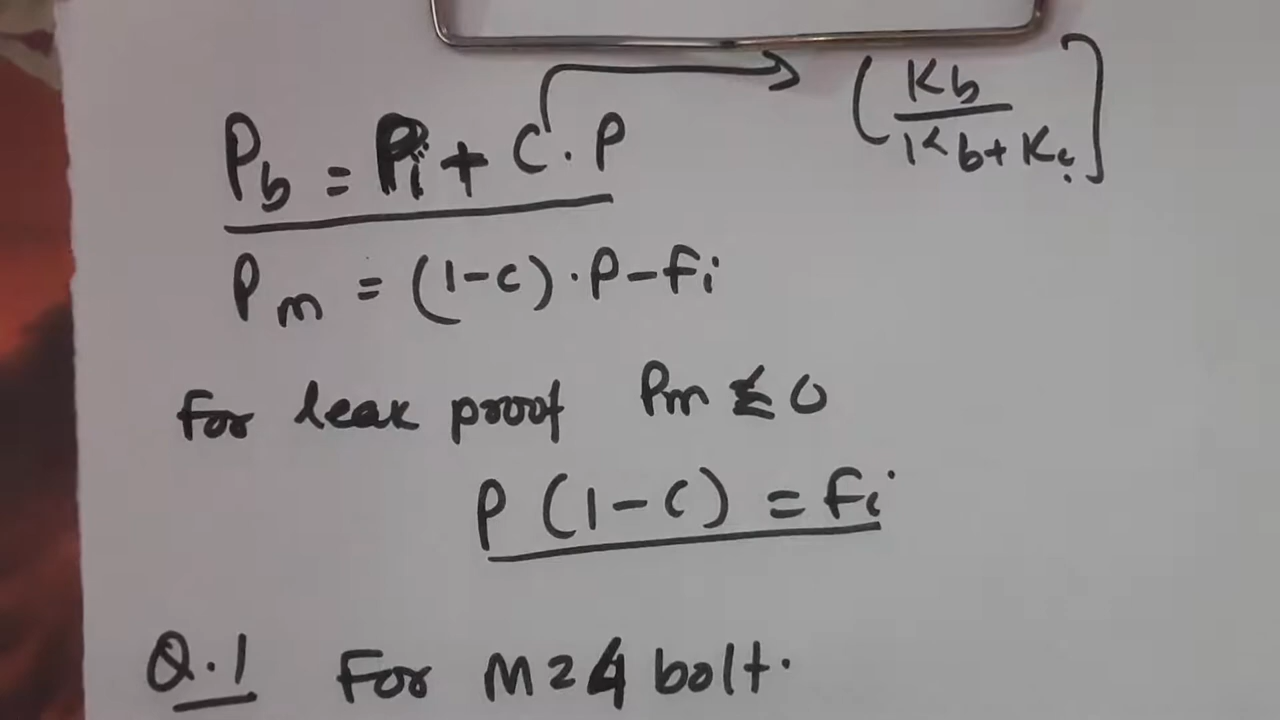 Pb = Pi + C.P → (Kb / Kb + Kc]
Pm = (1-c).P-Fi
For leak proof Pm ≤ 0
P (1-C) = Fi
Q.1 For M24 bolt.